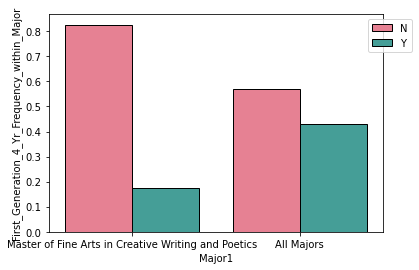 First_Generation_4_Yr_Frequency_within_Major
0.8
0.7
0.6
0.5
0.4
0.3
0.2
0.1
0.0
N
Y
Master of Fine Arts in Creative Writing and Poetics
All Majors
Major1